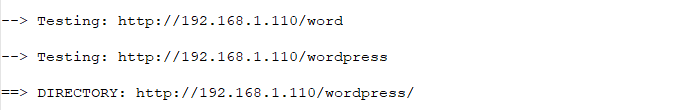 --> Testing: http://192.168.1.110/word
--> Testing: http://192.168.1.110/wordpress
==> DIRECTORY: http://192.168.1.110/wordpress/